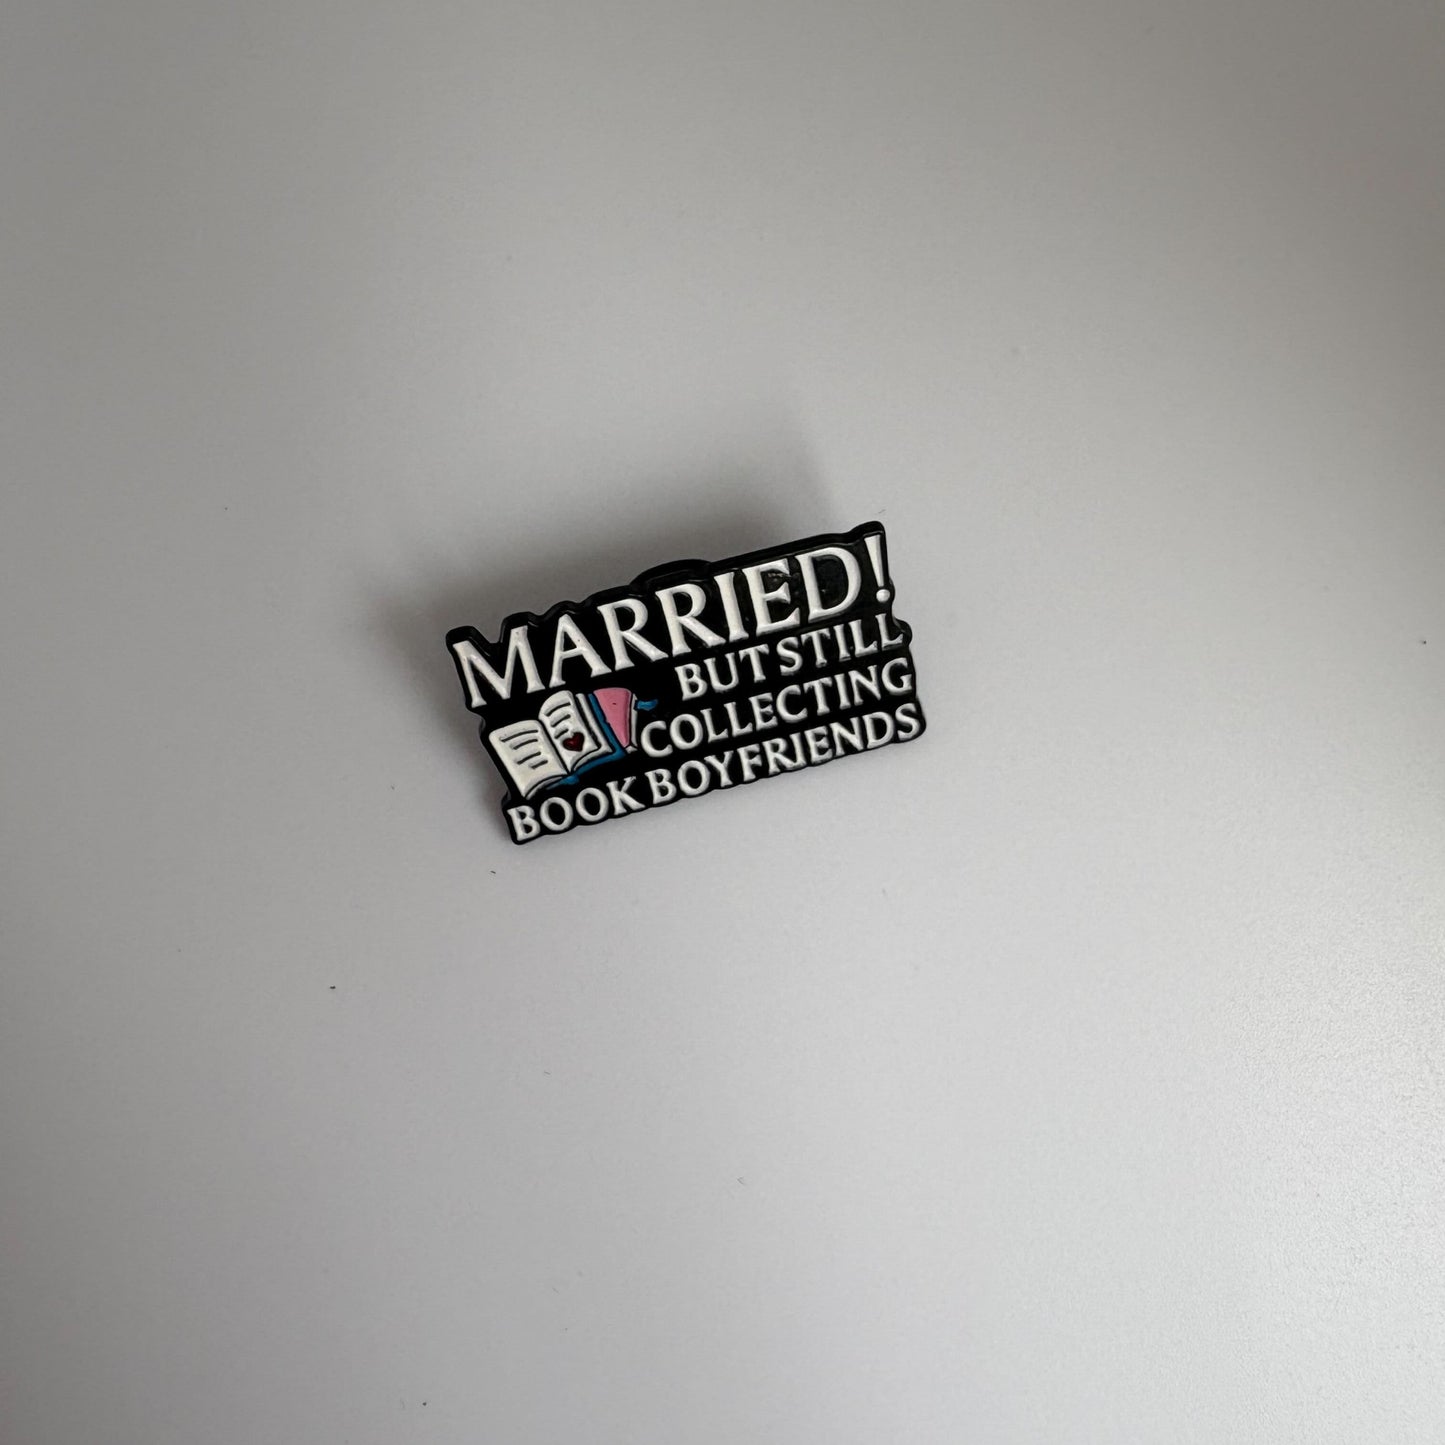 MARRIED!
BUT STILL
COLLECTING
BOOK BOYFRIENDS